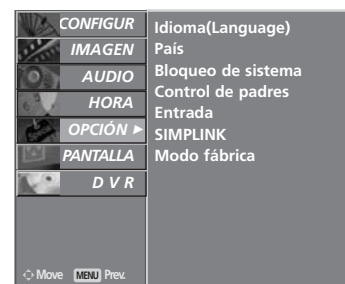 CONFIGUR
IMAGEN
AUDIO
HORA
OPCIÓN ▶
PANTALLA
D V R
Idioma(Language)
País
Bloqueo de sistema
Control de padres
Entrada
SIMPLINK
Modo fábrica
Move MENU Prev.